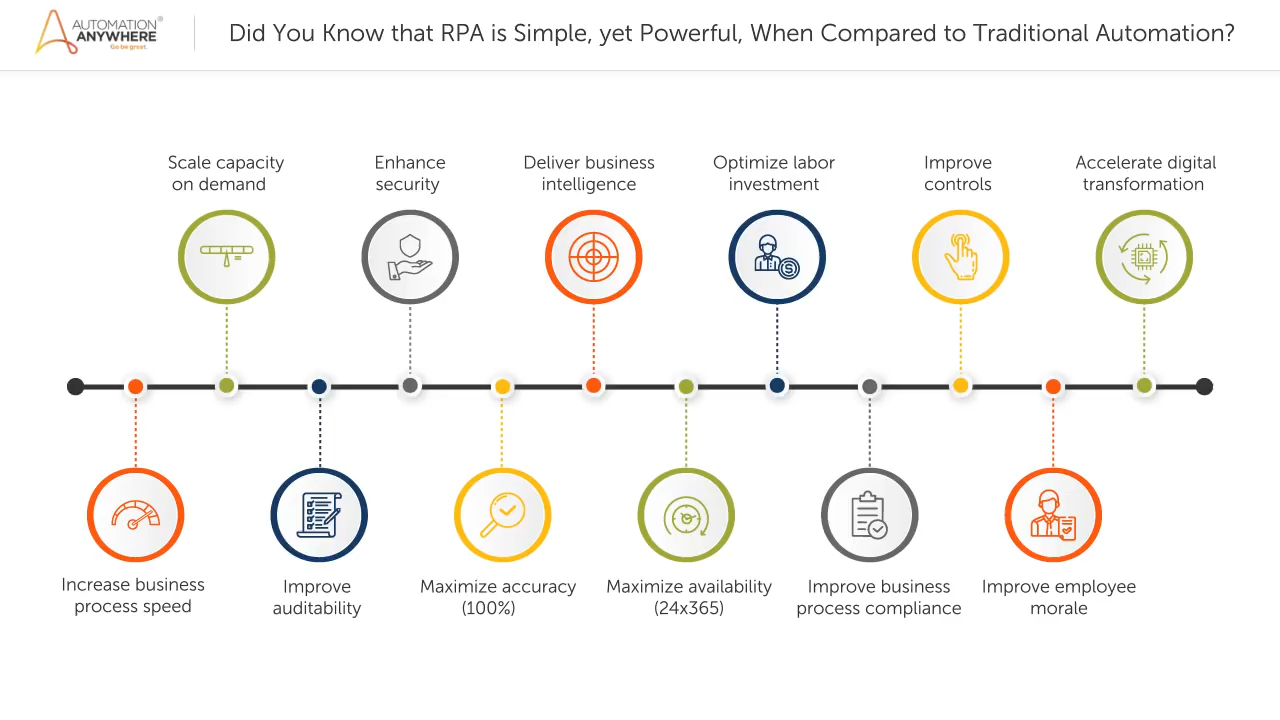 AUTOMATION®
ANYWHERE
Go be great.
Did You Know that RPA is Simple, yet Powerful, When Compared to Traditional Automation?
Scale capacity
on demand
Enhance
security
Deliver business
intelligence
Optimize labor
investment
Improve
controls
Accelerate digital
transformation
Increase business
process speed
Improve
auditability
Maximize accuracy
(100%)
Maximize availability
(24x365)
Improve business
process compliance
Improve employee
morale